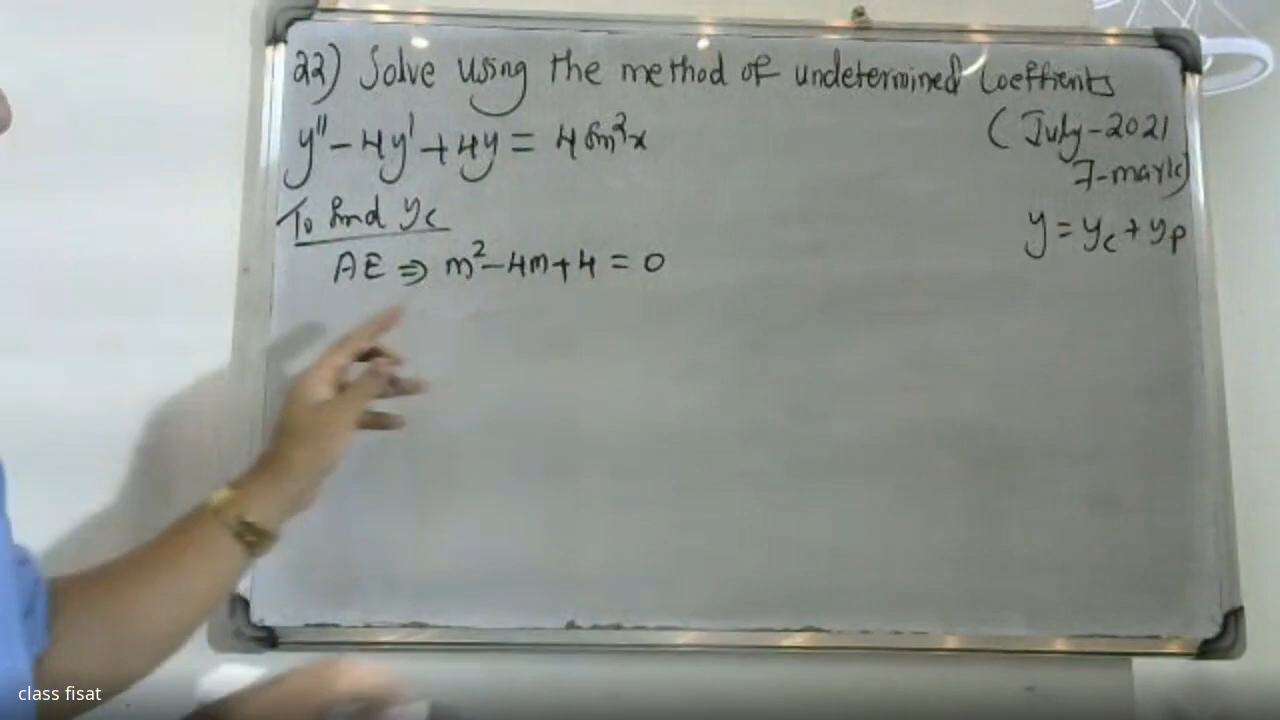 22) Solve using the method of undetermined Coeffients
(July-2021
7-mark)
y'' - 4y' + 4y = 4 Sin²x
To find yc
y = yc + yp
AE ⇒ m² - 4m + 4 = 0
class fisat